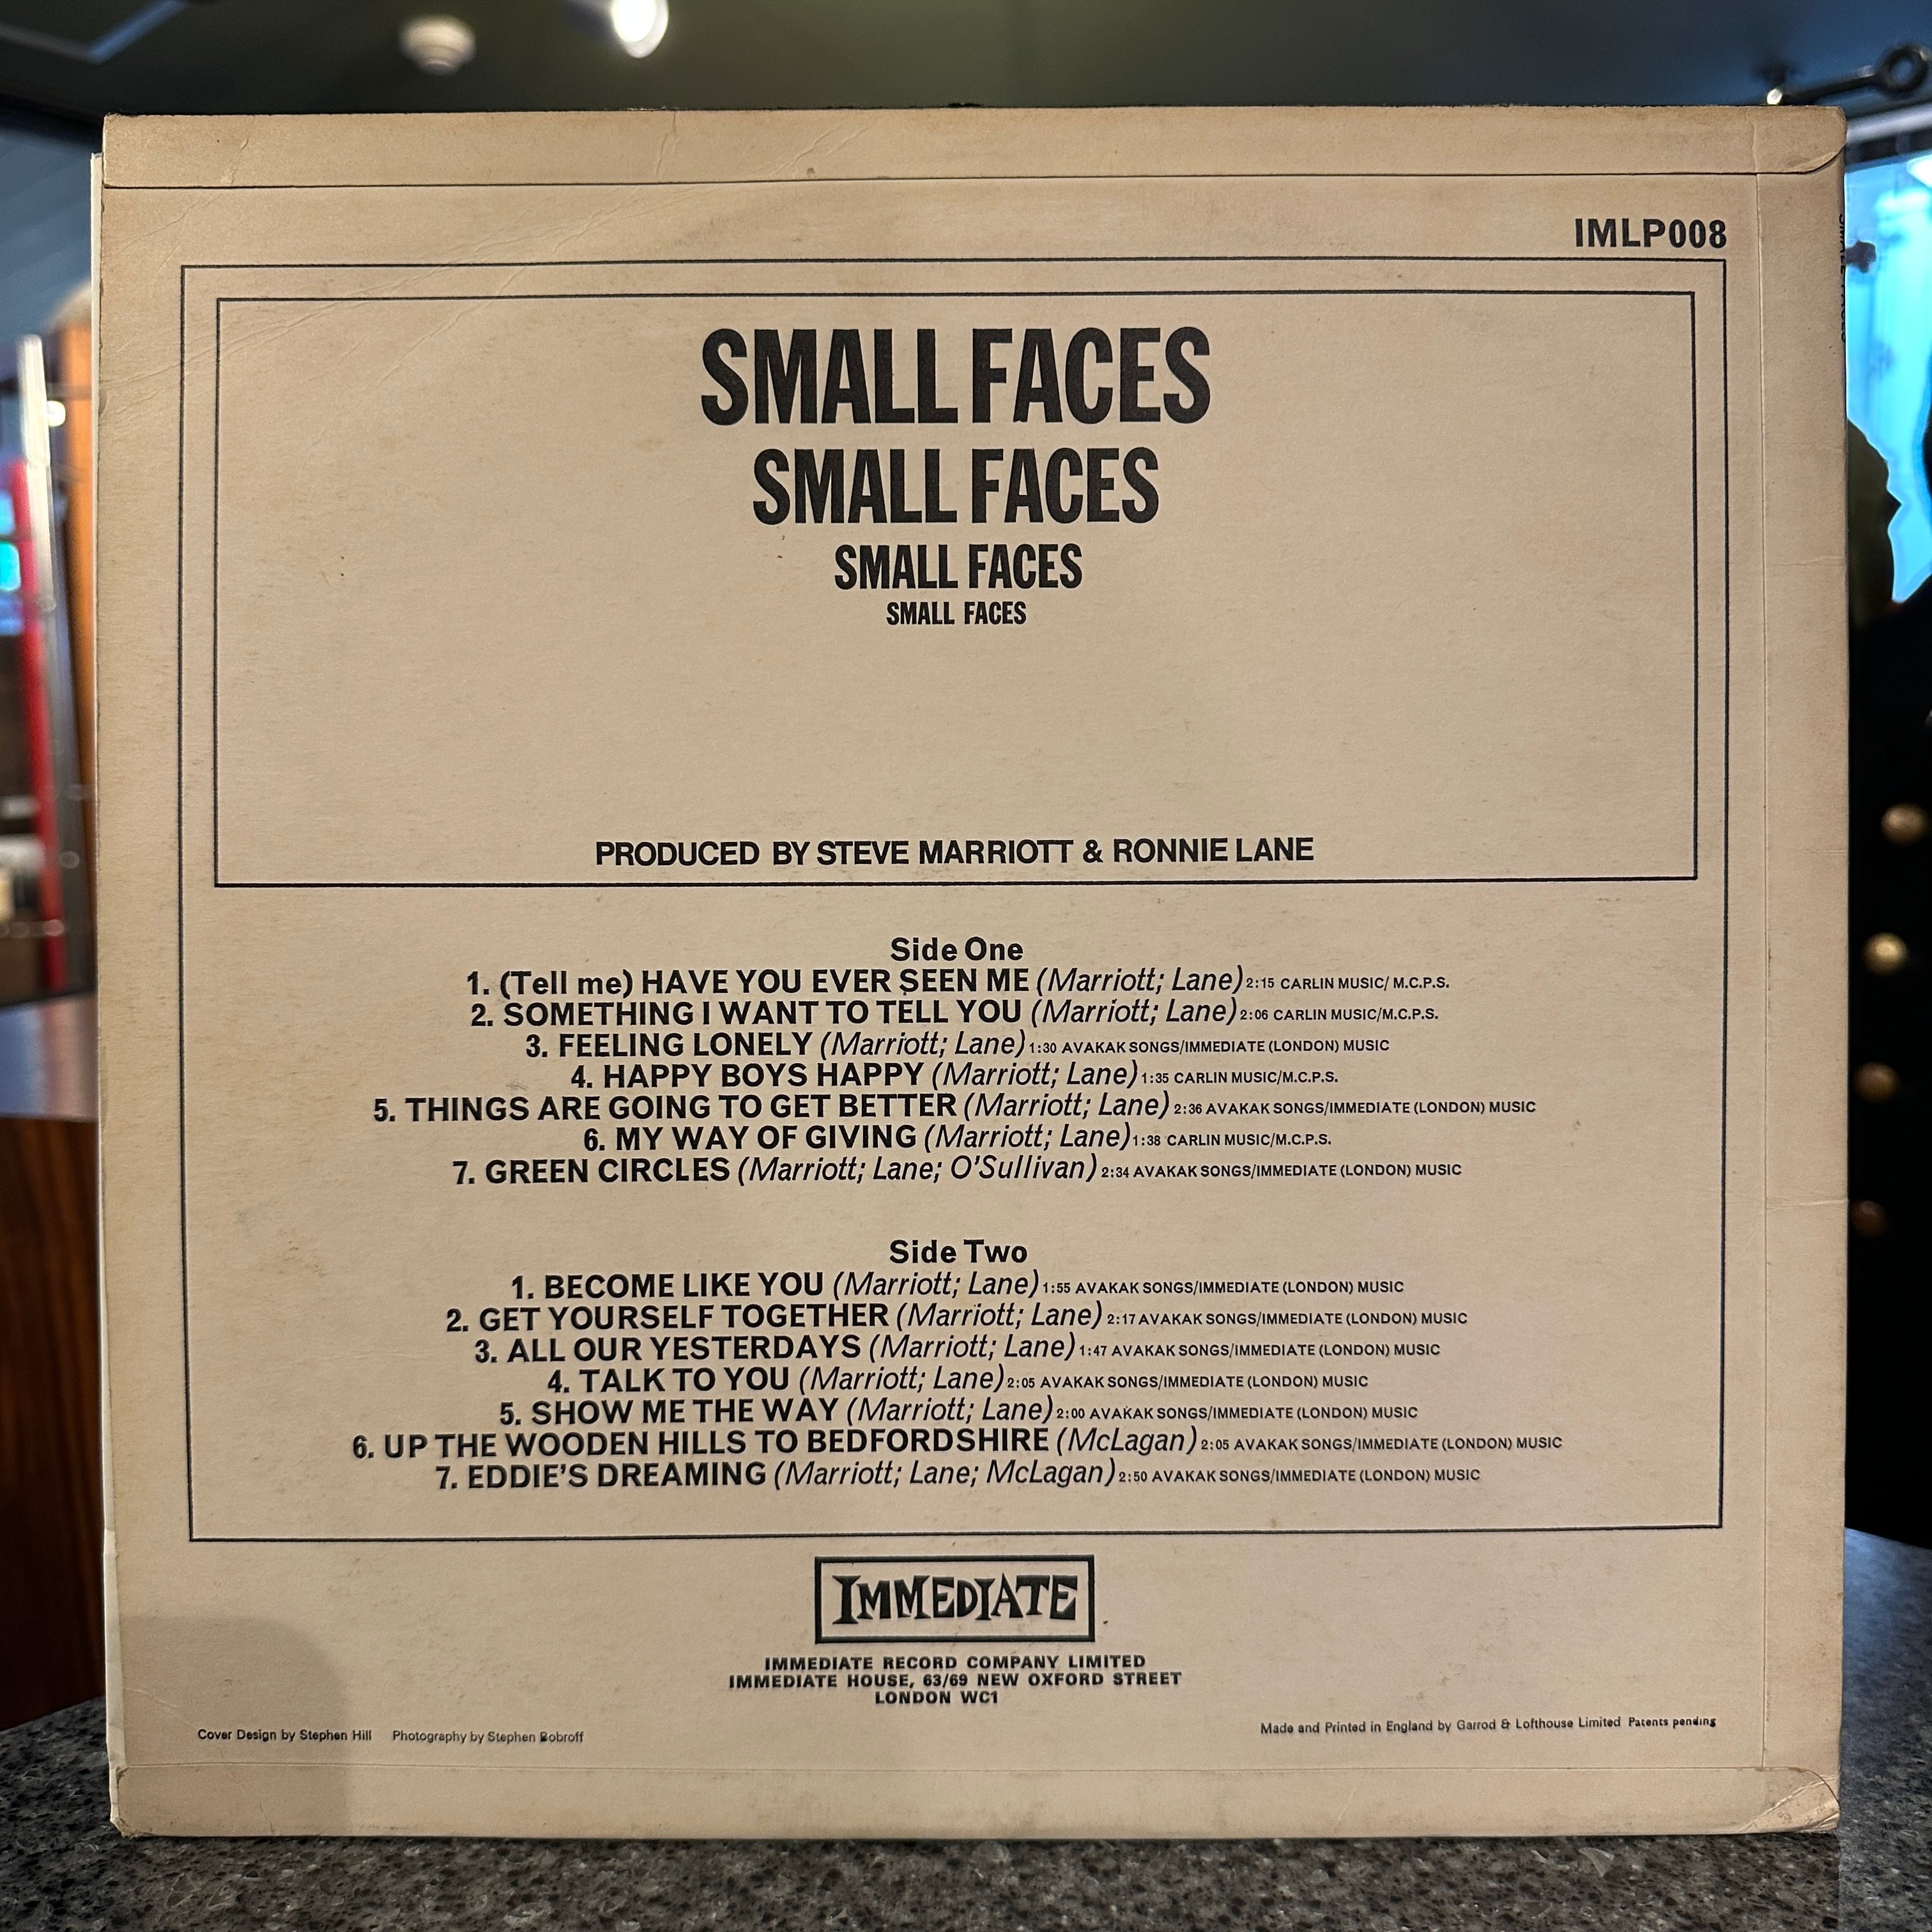 IMLP008
SMALL FACES
SMALL FACES
SMALL FACES
SMALL FACES
PRODUCED BY STEVE MARRIOTT & RONNIE LANE
Side One
1. (Tell me) HAVE YOU EVER SEEN ME (Marriott; Lane) 2:15 CARLIN MUSIC/ M.C.P.S.
2. SOMETHING I WANT TO TELL YOU (Marriott; Lane) 2:06 CARLIN MUSIC/M.C.P.S.
3. FEELING LONELY (Marriott; Lane) 1:30 AVAKAK SONGS/IMMEDIATE (LONDON) MUSIC
4. HAPPY BOYS HAPPY (Marriott; Lane) 1:35 CARLIN MUSIC/M.C.P.S.
5. THINGS ARE GOING TO GET BETTER (Marriott; Lane) 2:36 AVAKAK SONGS/IMMEDIATE (LONDON) MUSIC
6. MY WAY OF GIVING (Marriott; Lane) 1:38 CARLIN MUSIC/M.C.P.S.
7. GREEN CIRCLES (Marriott; Lane; O'Sullivan) 2:34 AVAKAK SONGS/IMMEDIATE (LONDON) MUSIC
Side Two
1. BECOME LIKE YOU (Marriott; Lane) 1:55 AVAKAK SONGS/IMMEDIATE (LONDON) MUSIC
2. GET YOURSELF TOGETHER (Marriott; Lane) 2:17 AVAKAK SONGS/IMMEDIATE (LONDON) MUSIC
3. ALL OUR YESTERDAYS (Marriott; Lane) 1:47 AVAKAK SONGS/IMMEDIATE (LONDON) MUSIC
4. TALK TO YOU (Marriott; Lane) 2:05 AVAKAK SONGS/IMMEDIATE (LONDON) MUSIC
5. SHOW ME THE WAY (Marriott; Lane) 2:00 AVAKAK SONGS/IMMEDIATE (LONDON) MUSIC
6. UP THE WOODEN HILLS TO BEDFORDSHIRE (McLagan) 2:05 AVAKAK SONGS/IMMEDIATE (LONDON) MUSIC
7. EDDIE'S DREAMING (Marriott; Lane; McLagan) 2:50 AVAKAK SONGS/IMMEDIATE (LONDON) MUSIC
IMMEDIATE
IMMEDIATE RECORD COMPANY LIMITED
IMMEDIATE HOUSE, 63/69 NEW OXFORD STREET
LONDON WC1
Cover Design by Stephen Hill Photography by Stephen Bobroff
Made and Printed in England by Garrod & Lofthouse Limited Patents pending